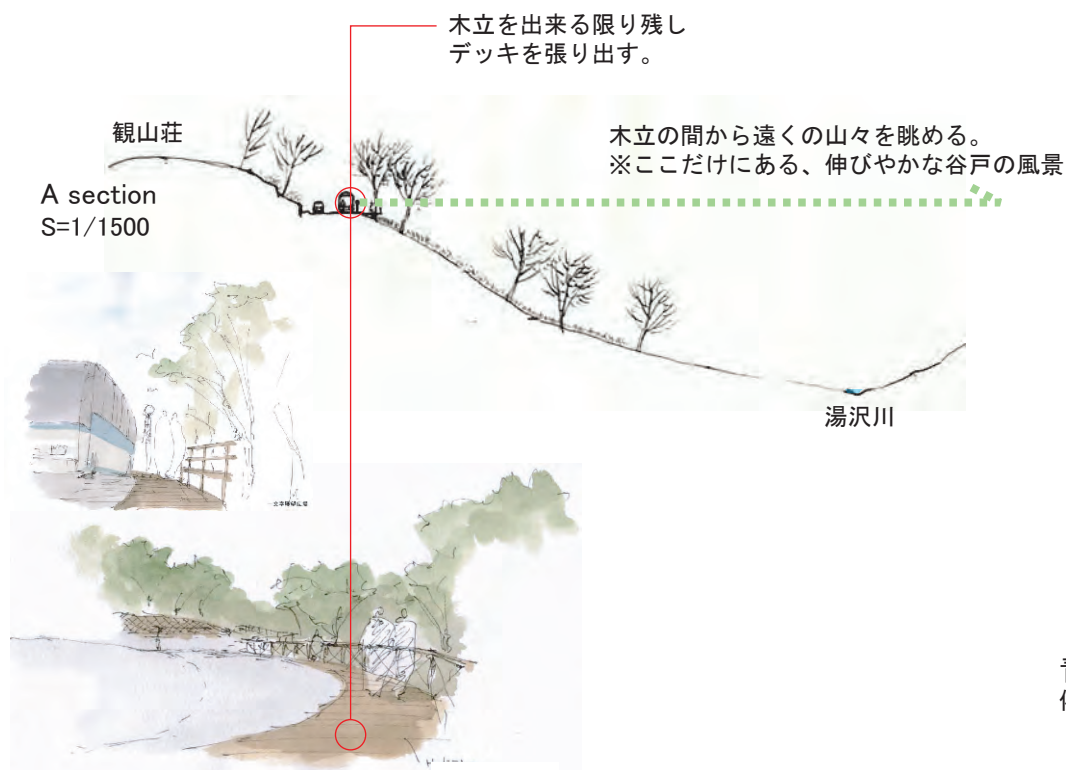 木立を出来る限り残し
デッキを張り出す。
観山荘
木立の間から遠くの山々を眺める。
※ここだけにある、伸びやかな谷戸の風景
A section
S=1/1500
湯沢川